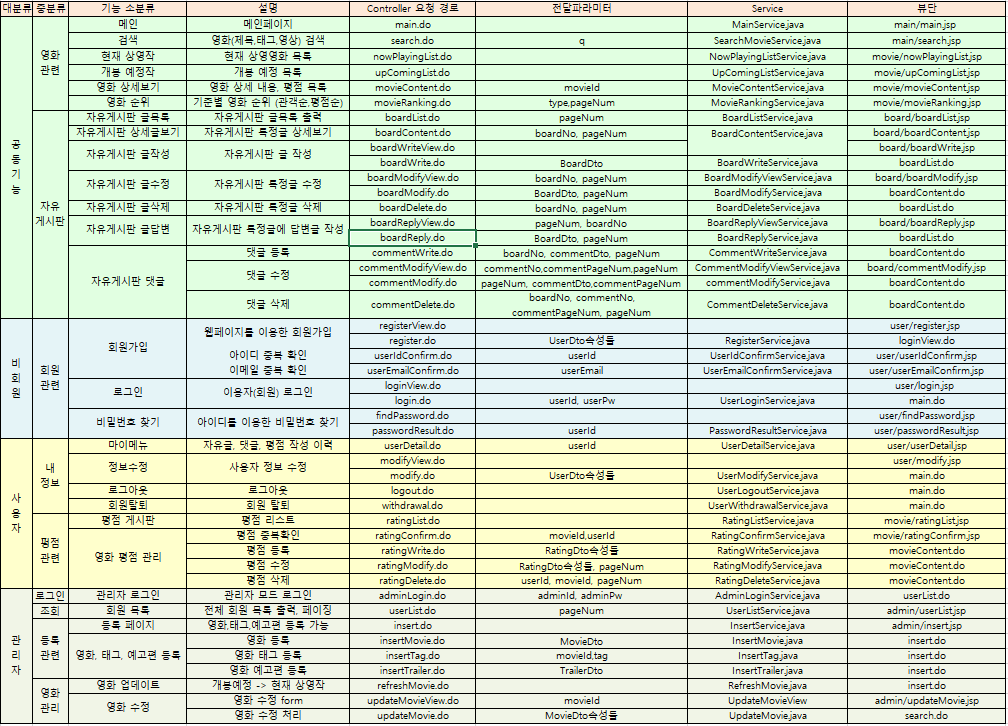 대분류 중분류 기능 소분류 설명 Controller 요청 경로 전달파라미터 Service 뷰단
공통기능 영화관련 메인 메인페이지 main.do MainService.java main/main.jsp
검색 영화(제목,태그,영상) 검색 search.do q SearchMovieService.java main/search.jsp
현재 상영작 현재 상영영화 목록 nowPlayingList.do NowPlayingListService.java movie/nowPlayingList.jsp
개봉 예정작 개봉 예정 목록 upComingList.do UpComingListService.java movie/upComingList.jsp
영화 상세보기 영화 상세 내용, 평점 목록 movieContent.do movieId MovieContentService.java movie/movieContent.jsp
영화 순위 기준별 영화 순위 (관객순,평점순) movieRanking.do type,pageNum MovieRankingService.java movie/movieRanking.jsp
자유게시판 자유게시판 글목록 자유게시판 글목록 출력 boardList.do pageNum BoardListService.java board/boardList.jsp
자유게시판 상세글보기 자유게시판 특정글 상세보기 boardContent.do boardNo, pageNum BoardContentService.java board/boardContent.jsp
자유게시판 글작성 자유게시판 글 작성 boardWriteView.do board/boardWrite.jsp
boardWrite.do BoardDto BoardWriteService.java boardList.do
자유게시판 글수정 자유게시판 특정글 수정 boardModifyView.do boardNo, pageNum BoardModifyViewService.java board/boardModify.jsp
boardModify.do BoardDto, pageNum BoardModifyService.java boardContent.do
자유게시판 글삭제 자유게시판 특정글 삭제 boardDelete.do boardNo, pageNum BoardDeleteService.java boardList.do
자유게시판 글답변 자유게시판 특정글에 답변글 작성 boardReplyView.do pageNum, boardNo BoardReplyViewService.java board/boardReply.jsp
boardReply.do BoardDto, pageNum BoardReplyService.java boardList.do
자유게시판 댓글 댓글 등록 commentWrite.do boardNo, commentDto, pageNum CommentWriteService.java boardContent.do
댓글 수정 commentModifyView.do commentNo,commentPageNum,pageNum CommentModifyViewService.java board/commentModify.jsp
commentModify.do pageNum, commentDto,commentPageNum commentModifyService.java boardContent.do
댓글 삭제 commentDelete.do boardNo, commentNo, commentPageNum, pageNum CommentDeleteService.java boardContent.do
비회원 회원관련 회원가입 웹페이지를 이용한 회원가입 registerView.do user/register.jsp
register.do UserDto속성들 RegisterService.java loginView.do
아이디 중복 확인 userIdConfirm.do userId UserIdConfirmService.java user/userIdConfirm.jsp
이메일 중복 확인 userEmailConfirm.do userEmail UserEmailConfirmService.java user/userEmailConfirm.jsp
로그인 이용자(회원) 로그인 loginView.do user/login.jsp
login.do userId, userPw UserLoginService.java main.do
비밀번호 찾기 아이디를 이용한 비밀번호 찾기 findPassword.do user/findPassword.jsp
passwordResult.do userId PasswordResultService.java user/passwordResult.jsp
사용자 내정보 마이메뉴 자유글, 댓글, 평점 작성 이력 userDetail.do userId UserDetailService.java user/userDetail.jsp
정보수정 사용자 정보 수정 modifyView.do user/modify.jsp
modify.do UserDto속성들 UserModifyService.java main.do
로그아웃 로그아웃 logout.do UserLogoutService.java main.do
회원탈퇴 회원 탈퇴 withdrawal.do UserWithdrawalService.java main.do
평점관련 평점 게시판 평점 리스트 ratingList.do RatingListService.java movie/ratingList.jsp
영화 평점 관리 평점 중복확인 ratingConfirm.do movieId,userId RatingConfirmService.java movie/ratingConfirm.jsp
평점 등록 ratingWrite.do RatingDto속성들 RatingWriteService.java movieContent.do
평점 수정 ratingModify.do RatingDto속성들, pageNum RatingModifyService.java movieContent.do
평점 삭제 ratingDelete.do userId, movieId, pageNum RatingDeleteService.java movieContent.do
관리자 로그인 관리자 로그인 관리자 모드 로그인 adminLogin.do adminId, adminPw AdminLoginService.java userList.do
조회 회원 목록 전체 회원 목록 출력, 페이징 userList.do pageNum UserListService.java admin/userList.jsp
등록관련 등록 페이지 영화,태그,예고편 등록 가능 insert.do InsertService.java admin/insert.jsp
영화, 태그, 예고편 등록 영화 등록 insertMovie.do MovieDto InsertMovie.java insert.do
영화 태그 등록 insertTag.do movieId,tag InsertTag.java insert.do
영화 예고편 등록 insertTrailer.do TrailerDto InsertTrailer.java insert.do
영화관리 영화 업데이트 개봉예정 -> 현재 상영작 refreshMovie.do RefreshMovie.java insert.do
영화 수정 영화 수정 form updateMovieView.do movieId UpdateMovieView admin/updateMovie.jsp
영화 수정 처리 updateMovie.do MovieDto속성들 UpdateMovie.java search.do